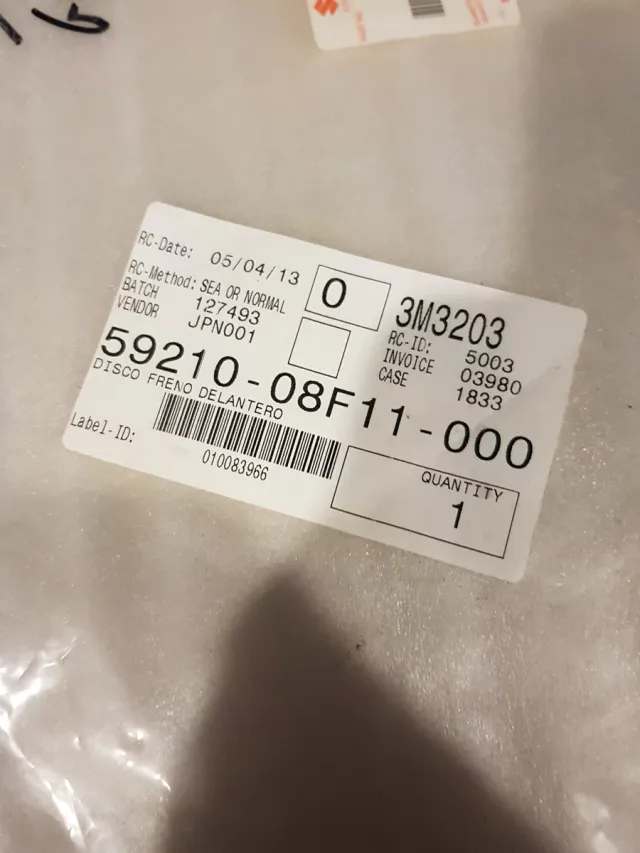 RC-Date: 05/04/13
RC-Method: SEA OR NORMAL
BATCH 127493
VENDOR JPN001
0
3M3203
RC-ID: 5003
INVOICE 03980
CASE 1833
59210-08F11-000
DISCO FRENO DELANTERO
Label-ID:
010083966
QUANTITY
1